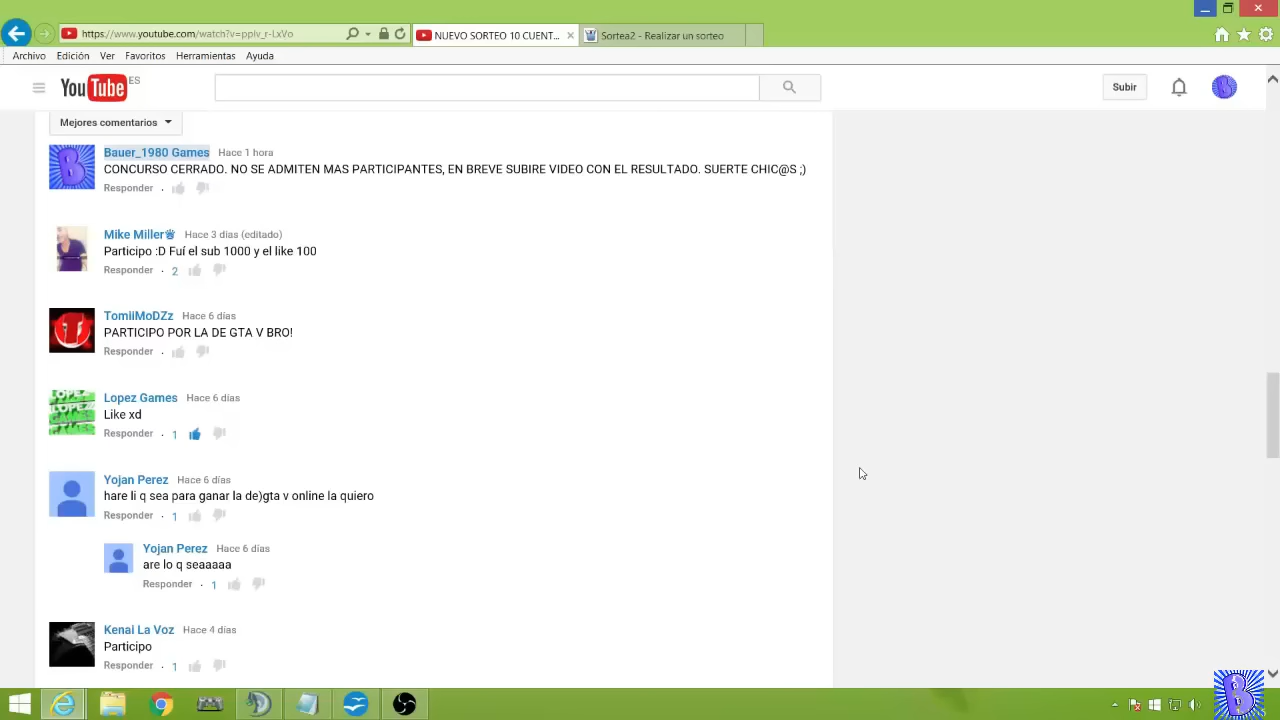 https://www.youtube.com/watch?v=pplv_r-LxVo
NUEVO SORTEO 10 CUENT...
Sortea2 - Realizar un sorteo
Archivo Edición Ver Favoritos Herramientas Ayuda
YouTube ES
Subir
Mejores comentarios
Bauer_1980 Games Hace 1 hora
CONCURSO CERRADO. NO SE ADMITEN MAS PARTICIPANTES, EN BREVE SUBIRE VIDEO CON EL RESULTADO. SUERTE CHIC@S ;)
Responder
Mike Miller♕ Hace 3 días (editado)
Participo :D Fuí el sub 1000 y el like 100
Responder · 2
TomiiMoDZz Hace 6 días
PARTICIPO POR LA DE GTA V BRO!
Responder ·
LOPEZ
GAMES
Lopez Games Hace 6 días
Like xd
Responder · 1
Yojan Perez Hace 6 días
hare li q sea para ganar la de)gta v online la quiero
Responder · 1
Yojan Perez Hace 6 días
are lo q seaaaaa
Responder · 1
Kenai La Voz Hace 4 días
Participo
Responder · 1